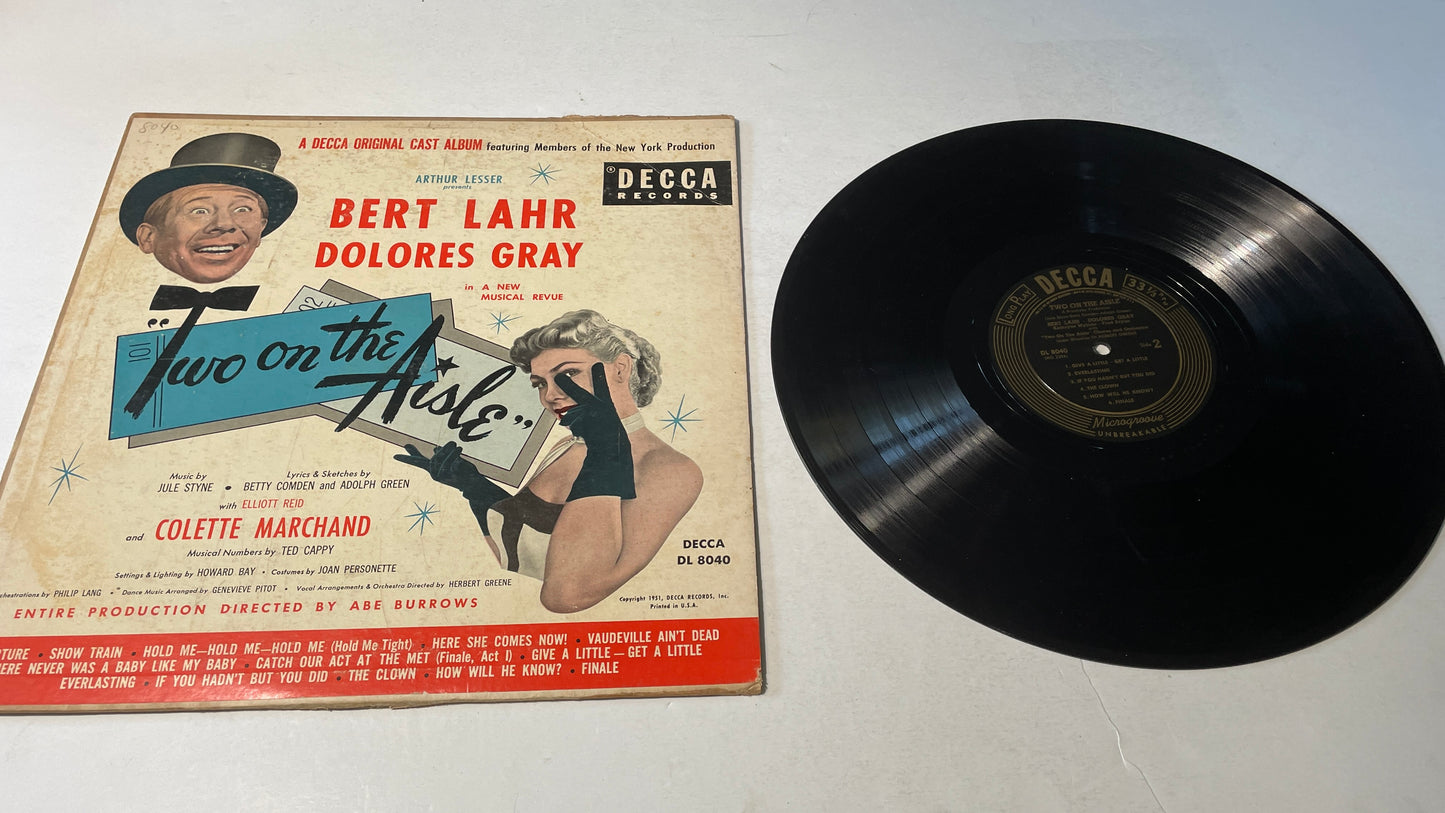 8040
A DECCA ORIGINAL CAST ALBUM featuring Members of the New York Production
DECCA
RECORDS
ARTHUR LESSER
presents
BERT LAHR
DOLORES GRAY
in A NEW
MUSICAL REVUE
101
"Two on the
Aisle"
Music by
JULE STYNE •
Lyrics & Sketches by
BETTY COMDEN and ADOLPH GREEN
with ELLIOTT REID
and COLETTE MARCHAND
Musical Numbers by TED CAPPY
Settings & Lighting by HOWARD BAY • Costumes by JOAN PERSONETTE
chestrations by PHILIP LANG • Dance Music Arranged by GENEVIEVE PITOT • Vocal Arrangements & Orchestra Directed by HERBERT GREENE
ENTIRE PRODUCTION DIRECTED BY ABE BURROWS
DECCA
DL 8040
Copyright 1951, DECCA RECORDS, Inc.
Printed in U.S.A.
TURE • SHOW TRAIN • HOLD ME—HOLD ME—HOLD ME (Hold Me Tight) • HERE SHE COMES NOW! • VAUDEVILLE AIN'T DEAD
ERE NEVER WAS A BABY LIKE MY BABY • CATCH OUR ACT AT THE MET (Finale, Act I) • GIVE A LITTLE—GET A LITTLE
EVERLASTING • IF YOU HADN'T BUT YOU DID • THE CLOWN • HOW WILL HE KNOW? • FINALE
LONG PLAY
DECCA
33 1/3 RPM
TWO ON THE AISLE
BERT LAHR DOLORES GRAY
DL 8040
Side 2
1. GIVE A LITTLE - GET A LITTLE
2. EVERLASTING
3. IF YOU HADN'T BUT YOU DID
4. THE CLOWN
5. HOW WILL HE KNOW?
6. FINALE
Microgroove
UNBREAKABLE